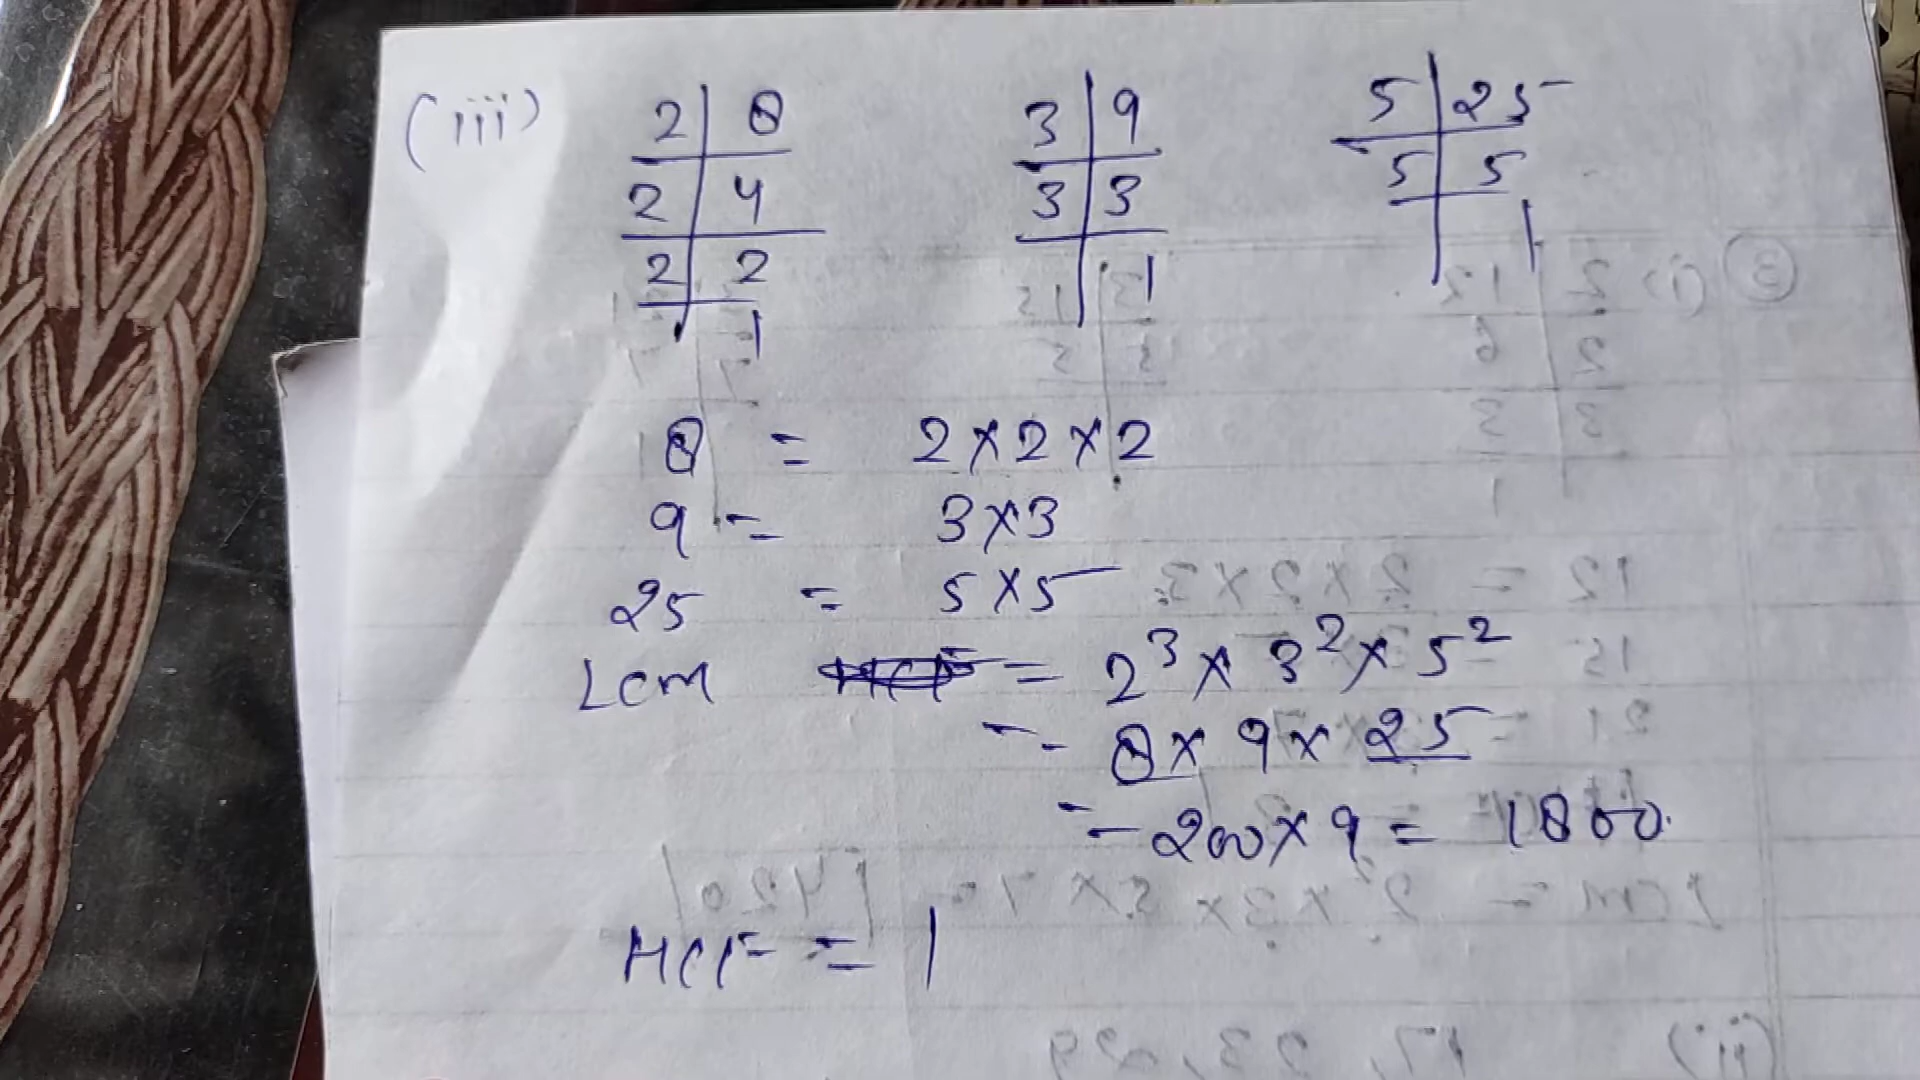 (iii) 2 | 8 3 | 9 5 | 25
2 | 4 3 | 3 5 | 5
2 | 2 | 1 | 1
| 1
8 = 2 × 2 × 2
9 = 3 × 3
25 = 5 × 5
LCM = 2³ × 3² × 5²
= 8 × 9 × 25
= 200 × 9 = 1800.
HCF = 1